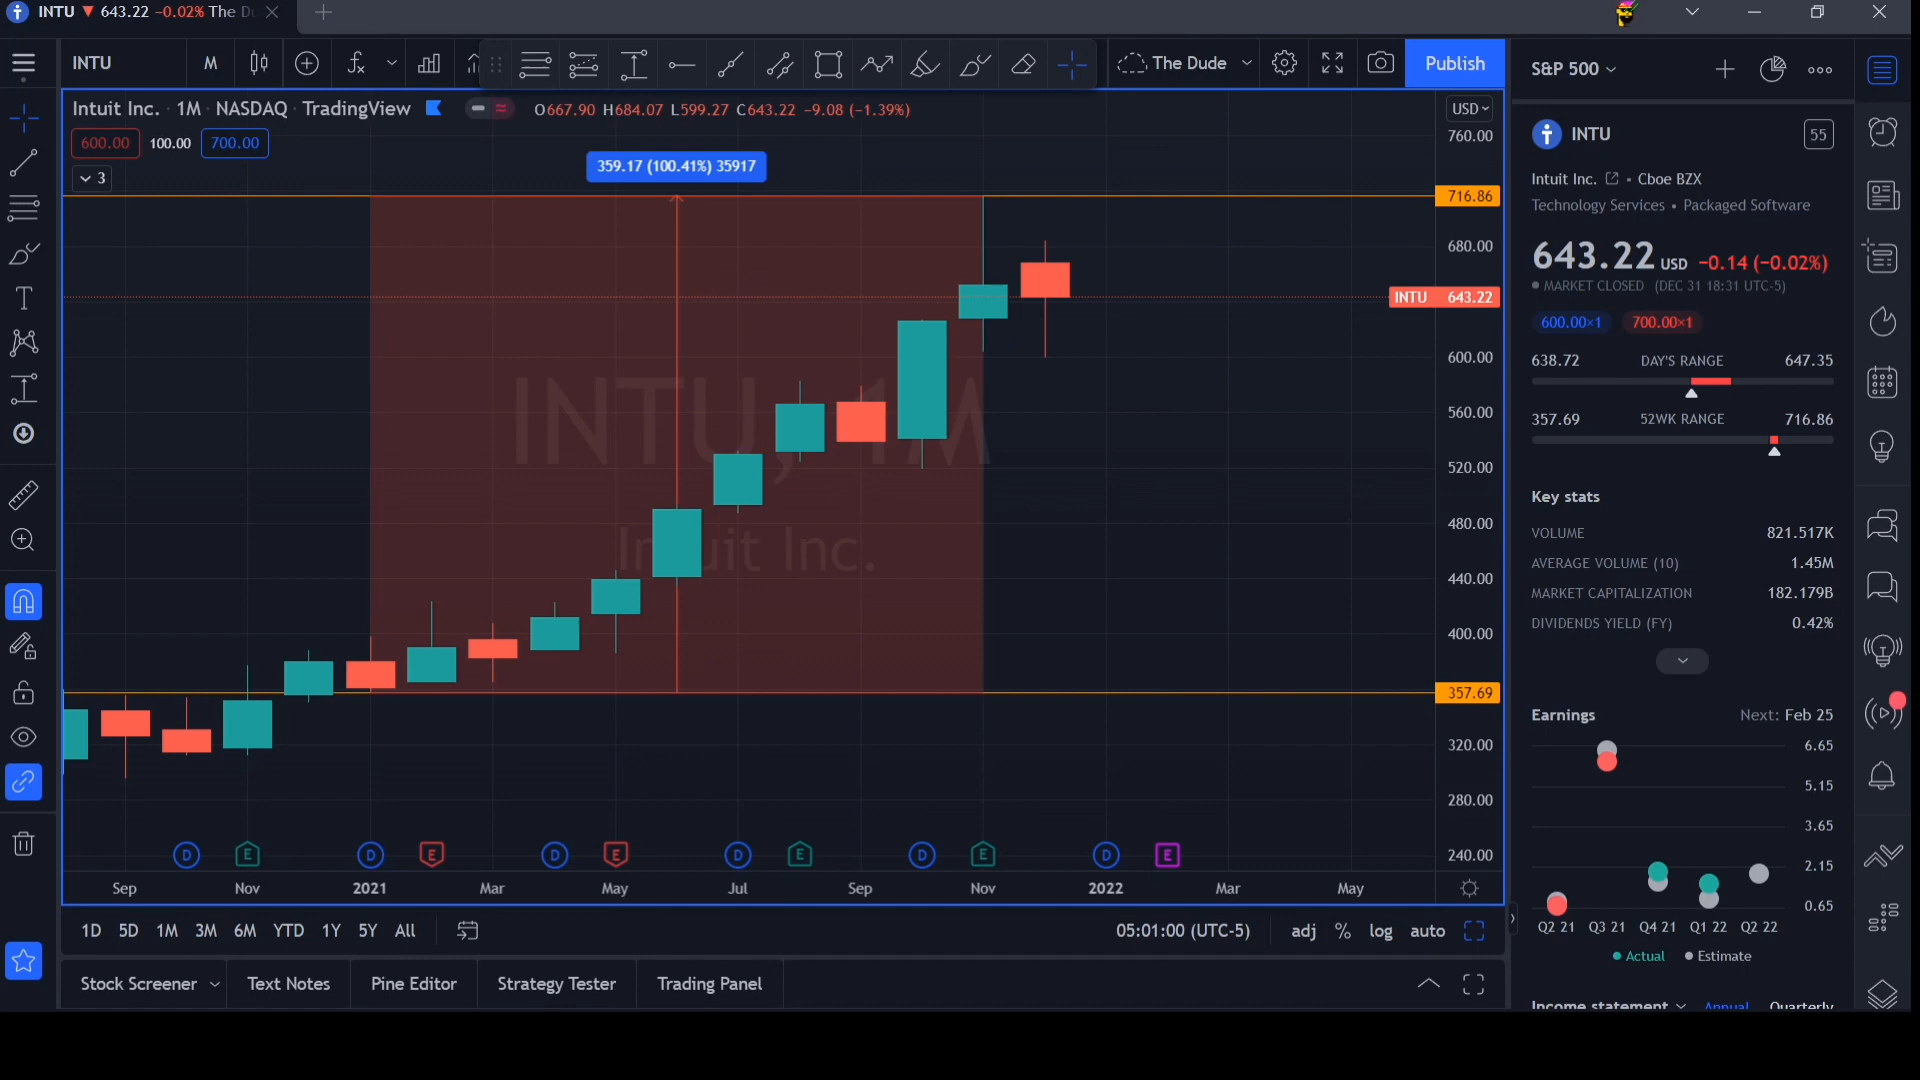 INTU ▼ 643.22 −0.02% The Du
INTU M The Dude Publish
Intuit Inc. · 1M · NASDAQ · TradingView O667.90 H684.07 L599.27 C643.22 −9.08 (−1.39%)
600.00 100.00 700.00
3
359.17 (100.41%) 35917
INTU, 1M
Intuit Inc.
USD
760.00
716.86
680.00
INTU 643.22
600.00
560.00
520.00
480.00
440.00
400.00
357.69
320.00
280.00
240.00
D E D E D E D E D E D E
Sep Nov 2021 Mar May Jul Sep Nov 2022 Mar May
1D 5D 1M 3M 6M YTD 1Y 5Y All 05:01:00 (UTC-5) adj % log auto
Stock Screener Text Notes Pine Editor Strategy Tester Trading Panel
S&P 500
INTU 55
Intuit Inc. • Cboe BZX
Technology Services • Packaged Software
643.22 USD −0.14 (−0.02%)
MARKET CLOSED (DEC 31 18:31 UTC-5)
600.00×1 700.00×1
638.72 DAY'S RANGE 647.35
357.69 52WK RANGE 716.86
Key stats
VOLUME 821.517K
AVERAGE VOLUME (10) 1.45M
MARKET CAPITALIZATION 182.179B
DIVIDENDS YIELD (FY) 0.42%
Earnings Next: Feb 25
6.65
5.15
3.65
2.15
0.65
Q2 21 Q3 21 Q4 21 Q1 22 Q2 22
Actual Estimate
Income statement Annual Quarterly